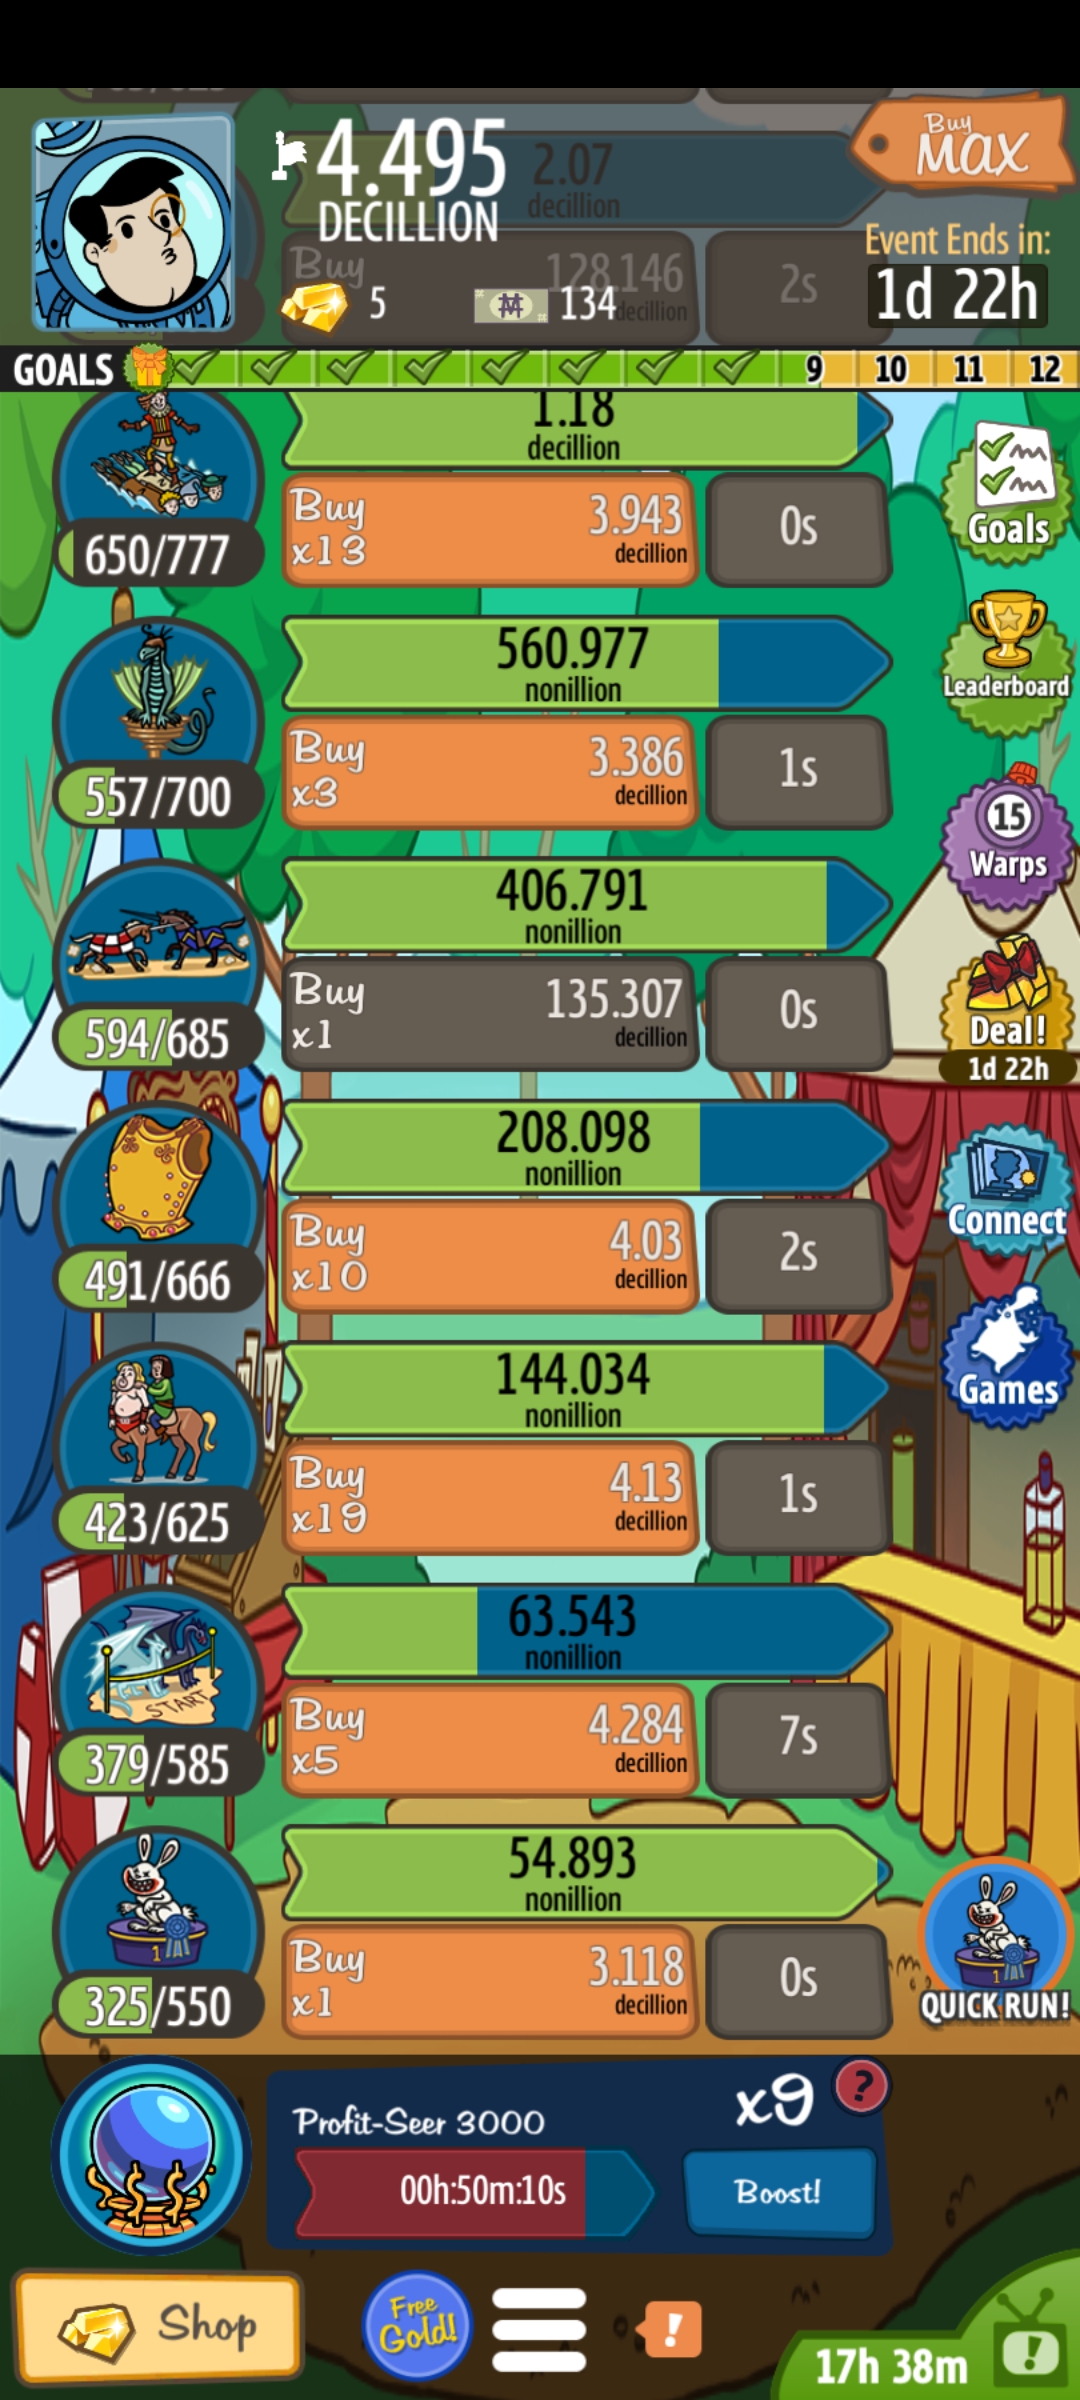 4.495
DECILLION
2.07
decillion
Buy
128.146
decillion
2s
5
134
Buy
MAX
Event Ends in:
1d 22h
GOALS
9
10
11
12
1.18
decillion
650/777
Buy
x13
3.943
decillion
0s
Goals
560.977
nonillion
557/700
Buy
x3
3.386
decillion
1s
Leaderboard
15
Warps
406.791
nonillion
594/685
Buy
x1
135.307
decillion
0s
Deal!
1d 22h
208.098
nonillion
491/666
Buy
x10
4.03
decillion
2s
Connect
144.034
nonillion
423/625
Buy
x19
4.13
decillion
1s
Games
63.543
nonillion
START
379/585
Buy
x5
4.284
decillion
7s
54.893
nonillion
1
325/550
Buy
x1
3.118
decillion
0s
1
QUICK RUN!
Profit-Seer 3000
x9
?
00h:50m:10s
Boost!
Shop
Free
Gold!
!
17h 38m
!